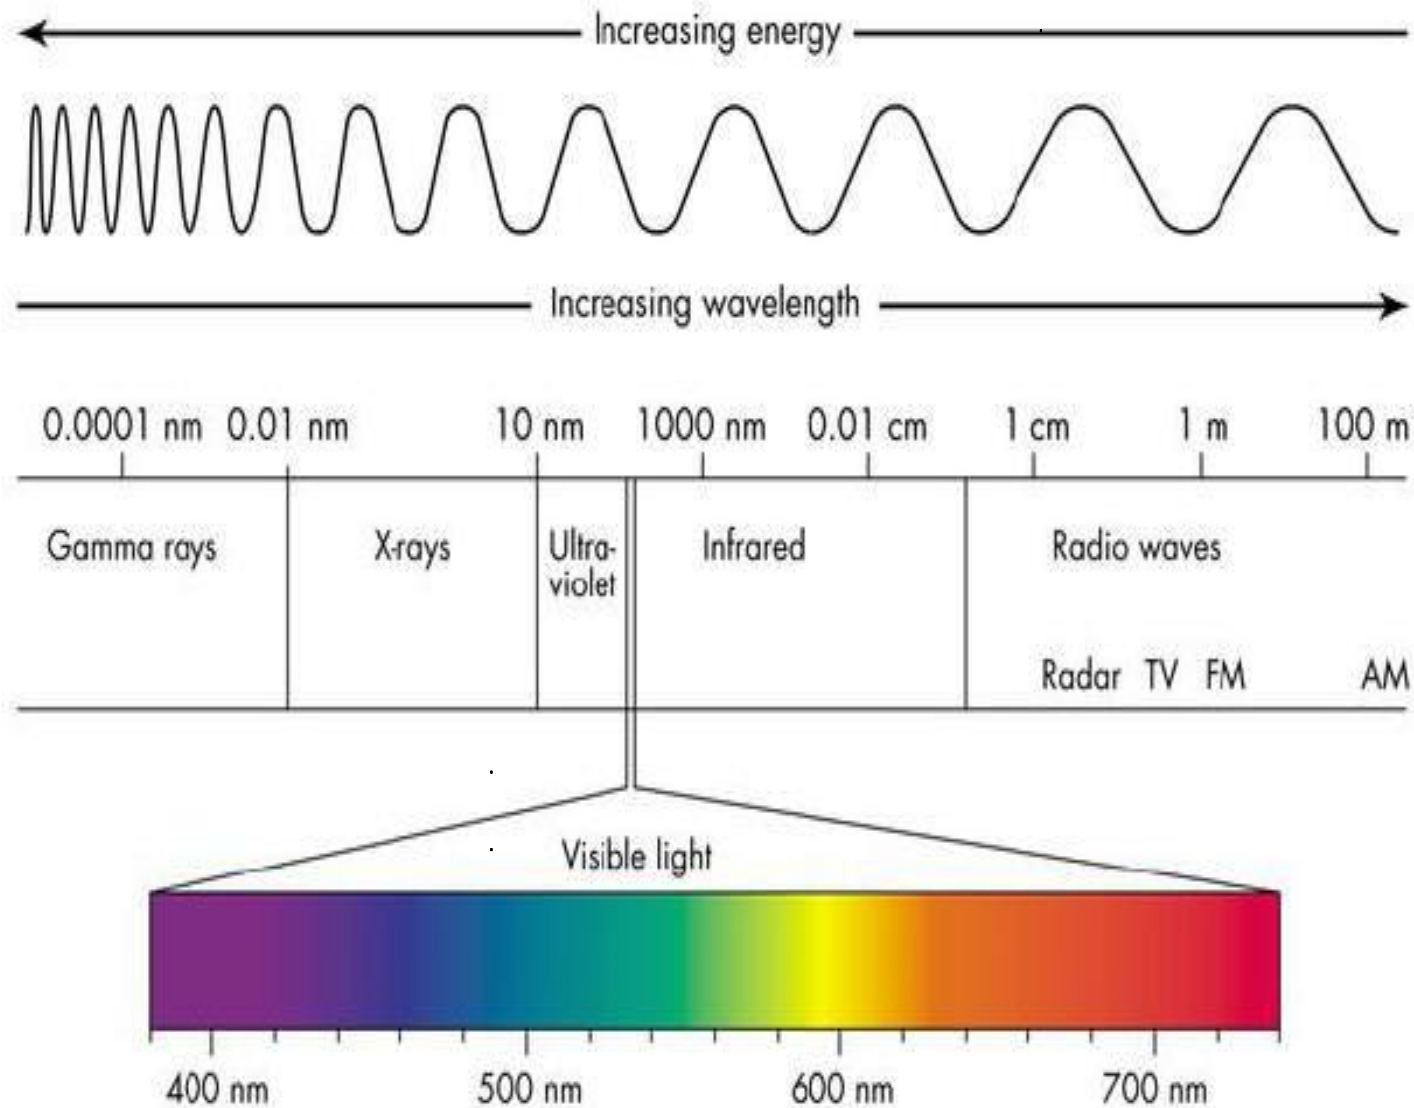 Increasing energy
Increasing wavelength
0.0001 nm 0.01 nm 10 nm 1000 nm 0.01 cm 1 cm 1 m 100 m
Gamma rays X-rays Ultra- Infrared Radio waves
violet
Radar TV FM AM
Visible light
400 nm 500 nm 600 nm 700 nm